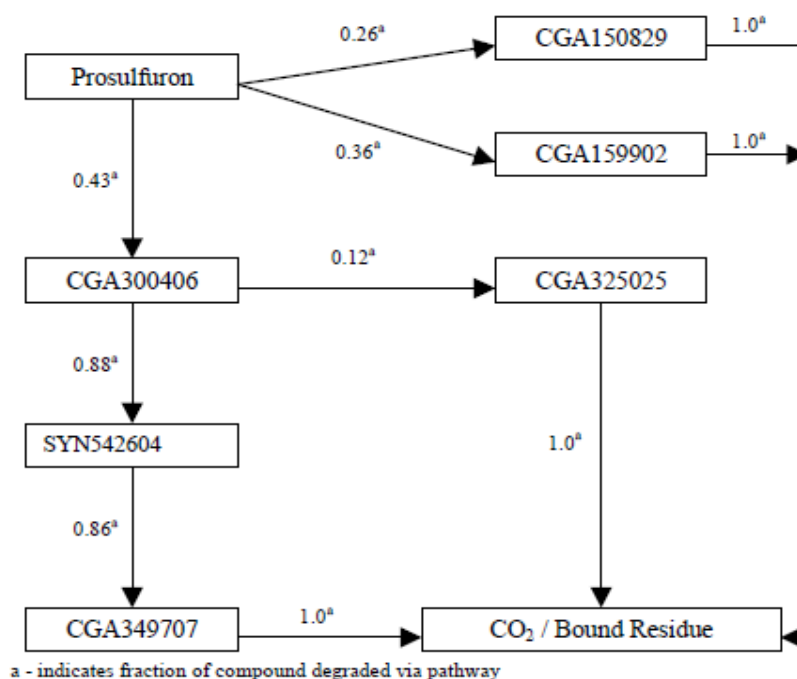 0.26ᵃ
CGA150829
1.0ᵃ
Prosulfuron
0.36ᵃ
CGA159902
1.0ᵃ
0.43ᵃ
CGA300406
0.12ᵃ
CGA325025
0.88ᵃ
SYN542604
1.0ᵃ
0.86ᵃ
CGA349707
1.0ᵃ
CO₂ / Bound Residue
a - indicates fraction of compound degraded via pathway